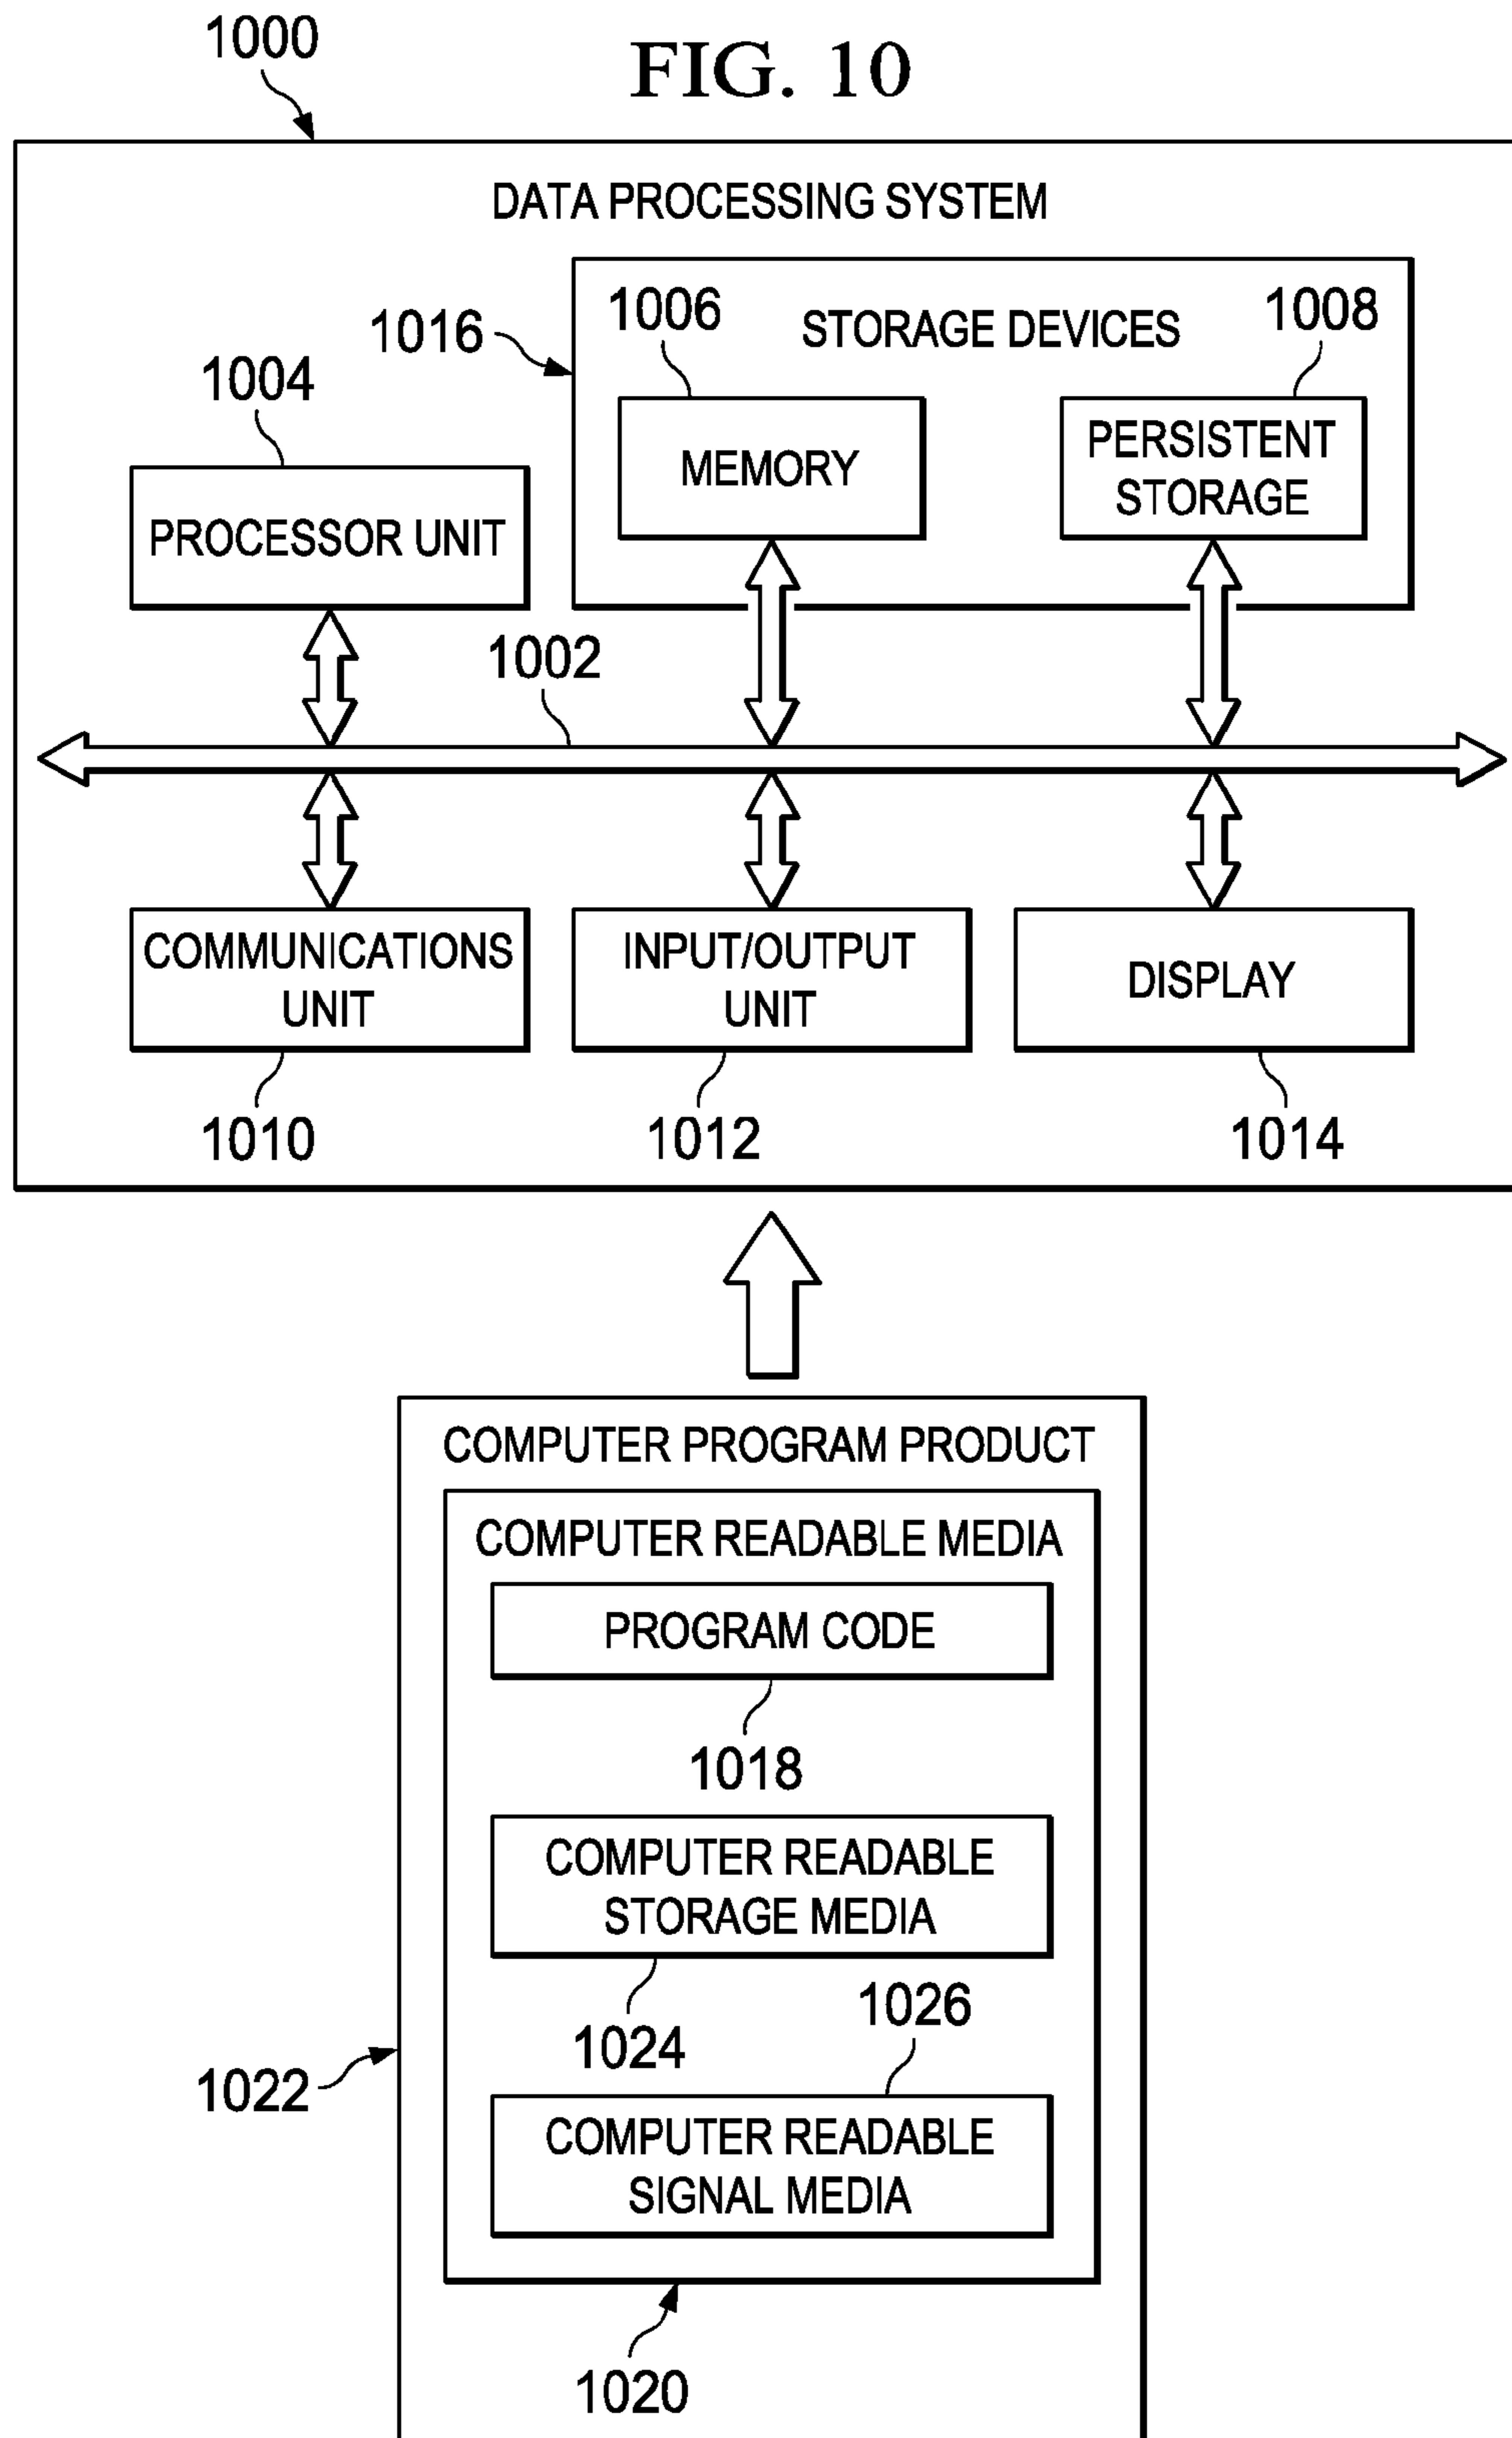 1000
FIG. 10
DATA PROCESSING SYSTEM
1016
1006
STORAGE DEVICES
1008
1004
MEMORY
PERSISTENT
STORAGE
PROCESSOR UNIT
1002
COMMUNICATIONS
UNIT
INPUT/OUTPUT
UNIT
DISPLAY
1010
1012
1014
COMPUTER PROGRAM PRODUCT
COMPUTER READABLE MEDIA
PROGRAM CODE
1018
COMPUTER READABLE
STORAGE MEDIA
1024
1026
1022
COMPUTER READABLE
SIGNAL MEDIA
1020